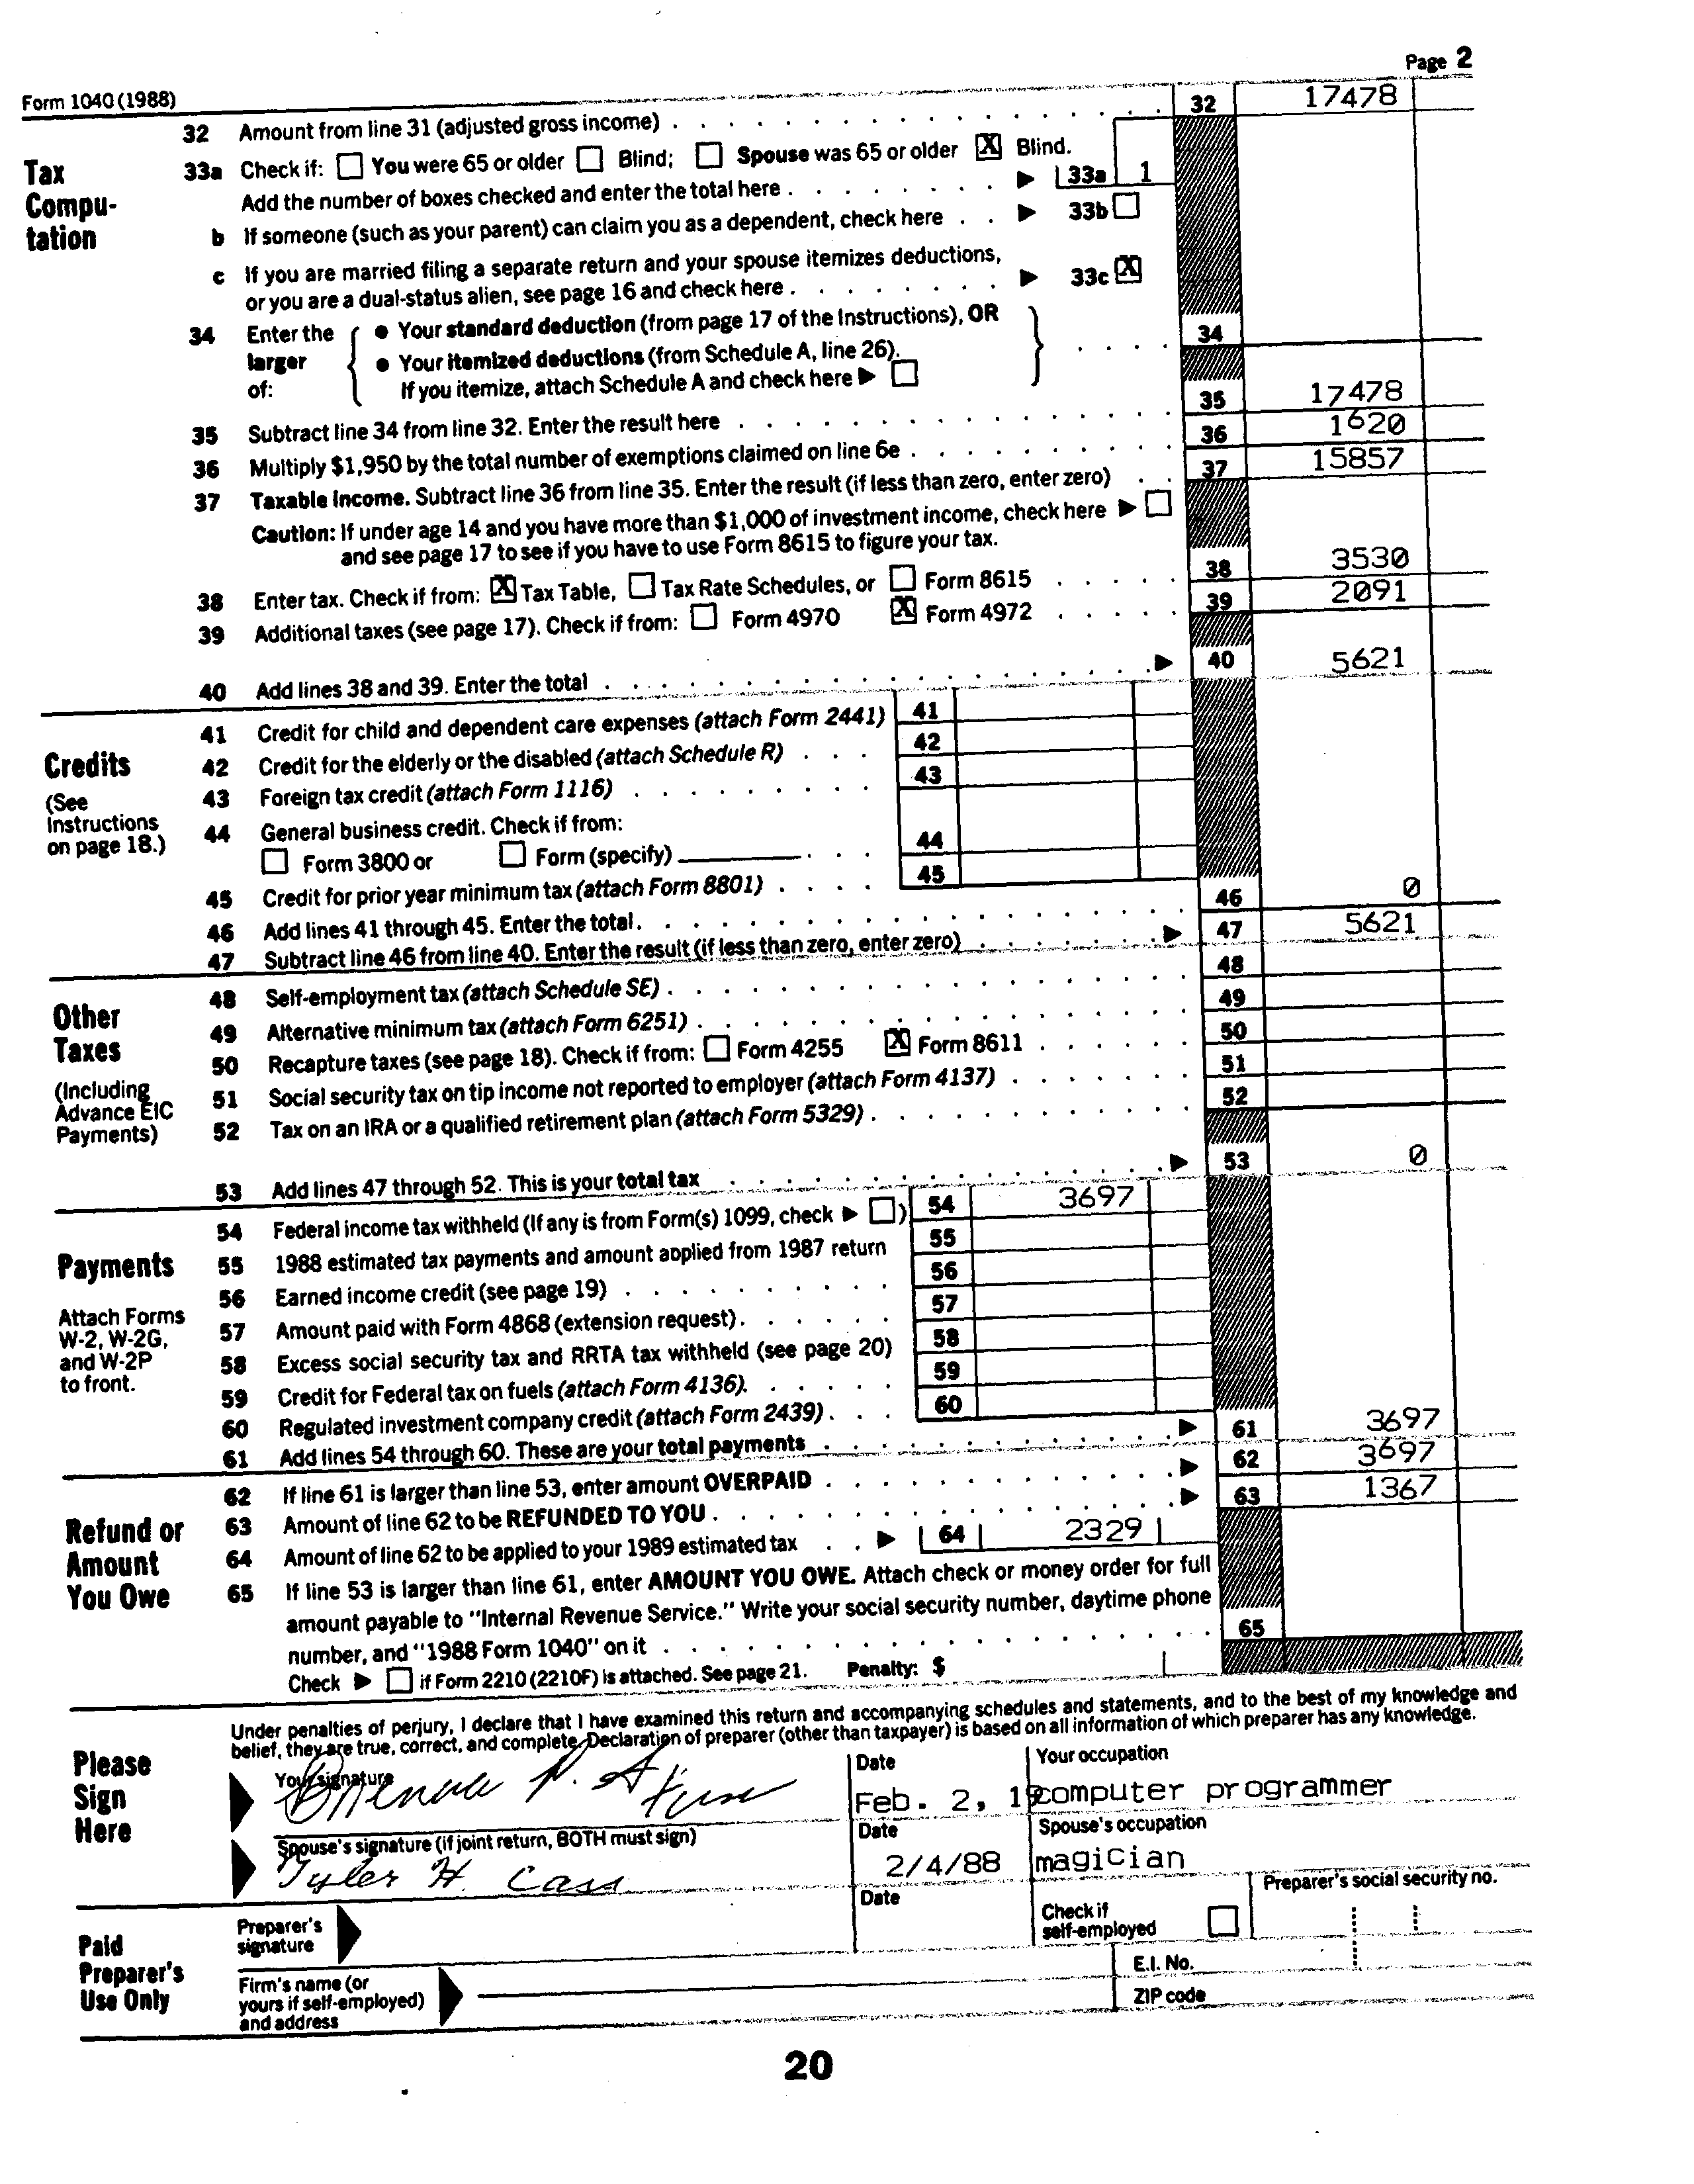 Page 2
Form 1040 (1988)
32 Amount from line 31 (adjusted gross income) . . . . 32 17478
Tax Compu- tation
33a Check if: ☐ You were 65 or older ☐ Blind; ☐ Spouse was 65 or older ☒ Blind.
Add the number of boxes checked and enter the total here . . . . ▶ 33a 1
b If someone (such as your parent) can claim you as a dependent, check here . . ▶ 33b ☐
c If you are married filing a separate return and your spouse itemizes deductions,
or you are a dual-status alien, see page 16 and check here . . . . ▶ 33c ☒
34 Enter the larger of: { ● Your standard deduction (from page 17 of the Instructions), OR
● Your itemized deductions (from Schedule A, line 26).
If you itemize, attach Schedule A and check here ▶ ☐ } . . . . 34
35 Subtract line 34 from line 32. Enter the result here . . . . 35 17478
36 Multiply $1,950 by the total number of exemptions claimed on line 6e . . . . 36 1620
37 Taxable income. Subtract line 36 from line 35. Enter the result (if less than zero, enter zero) . . 37 15857
Caution: If under age 14 and you have more than $1,000 of investment income, check here ▶ ☐
and see page 17 to see if you have to use Form 8615 to figure your tax.
38 Enter tax. Check if from: ☒ Tax Table, ☐ Tax Rate Schedules, or ☐ Form 8615 . . . . 38 3530
39 Additional taxes (see page 17). Check if from: ☐ Form 4970 ☒ Form 4972 . . . . 39 2091
40 Add lines 38 and 39. Enter the total . . . . ▶ 40 5621
Credits
(See Instructions on page 18.)
41 Credit for child and dependent care expenses (attach Form 2441) 41
42 Credit for the elderly or the disabled (attach Schedule R) . . . 42
43 Foreign tax credit (attach Form 1116) . . . . 43
44 General business credit. Check if from:
☐ Form 3800 or ☐ Form (specify) . . . 44
45 Credit for prior year minimum tax (attach Form 8801) . . . . 45
46 Add lines 41 through 45. Enter the total . . . . 46 0
47 Subtract line 46 from line 40. Enter the result (if less than zero, enter zero) . . . . ▶ 47 5621
Other Taxes
(Including Advance EIC Payments)
48 Self-employment tax (attach Schedule SE) . . . . 48
49 Alternative minimum tax (attach Form 6251) . . . . 49
50 Recapture taxes (see page 18). Check if from: ☐ Form 4255 ☒ Form 8611 . . . . 50
51 Social security tax on tip income not reported to employer (attach Form 4137) . . . . 51
52 Tax on an IRA or a qualified retirement plan (attach Form 5329) . . . . 52
53 Add lines 47 through 52. This is your total tax . . . . ▶ 53 0
Payments
Attach Forms W-2, W-2G, and W-2P to front.
54 Federal income tax withheld (If any is from Form(s) 1099, check ▶ ☐) 54 3697
55 1988 estimated tax payments and amount applied from 1987 return 55
56 Earned income credit (see page 19) . . . . 56
57 Amount paid with Form 4868 (extension request) . . . . 57
58 Excess social security tax and RRTA tax withheld (see page 20) 58
59 Credit for Federal tax on fuels (attach Form 4136). . . . 59
60 Regulated investment company credit (attach Form 2439) . . . 60
61 Add lines 54 through 60. These are your total payments . . . . ▶ 61 3697
Refund or Amount You Owe
62 If line 61 is larger than line 53, enter amount OVERPAID . . . . ▶ 62 3697
63 Amount of line 62 to be REFUNDED TO YOU . . . . ▶ 63 1367
64 Amount of line 62 to be applied to your 1989 estimated tax . . ▶ 64 2329
65 If line 53 is larger than line 61, enter AMOUNT YOU OWE. Attach check or money order for full
amount payable to "Internal Revenue Service." Write your social security number, daytime phone
number, and "1988 Form 1040" on it . . . . 65
Check ▶ ☐ if Form 2210 (2210F) is attached. See page 21. Penalty: $
Please Sign Here
Under penalties of perjury, I declare that I have examined this return and accompanying schedules and statements, and to the best of my knowledge and
belief, they are true, correct, and complete. Declaration of preparer (other than taxpayer) is based on all information of which preparer has any knowledge.
Your signature Date Your occupation
P. Feb. 2, 19 computer programmer
Spouse's signature (if joint return, BOTH must sign) Date Spouse's occupation
Tyler H. Cass 2/4/88 magician
Paid Preparer's Use Only
Preparer's signature Date Check if self-employed ☐ Preparer's social security no.
Firm's name (or yours if self-employed) and address E.I. No.
ZIP code
20